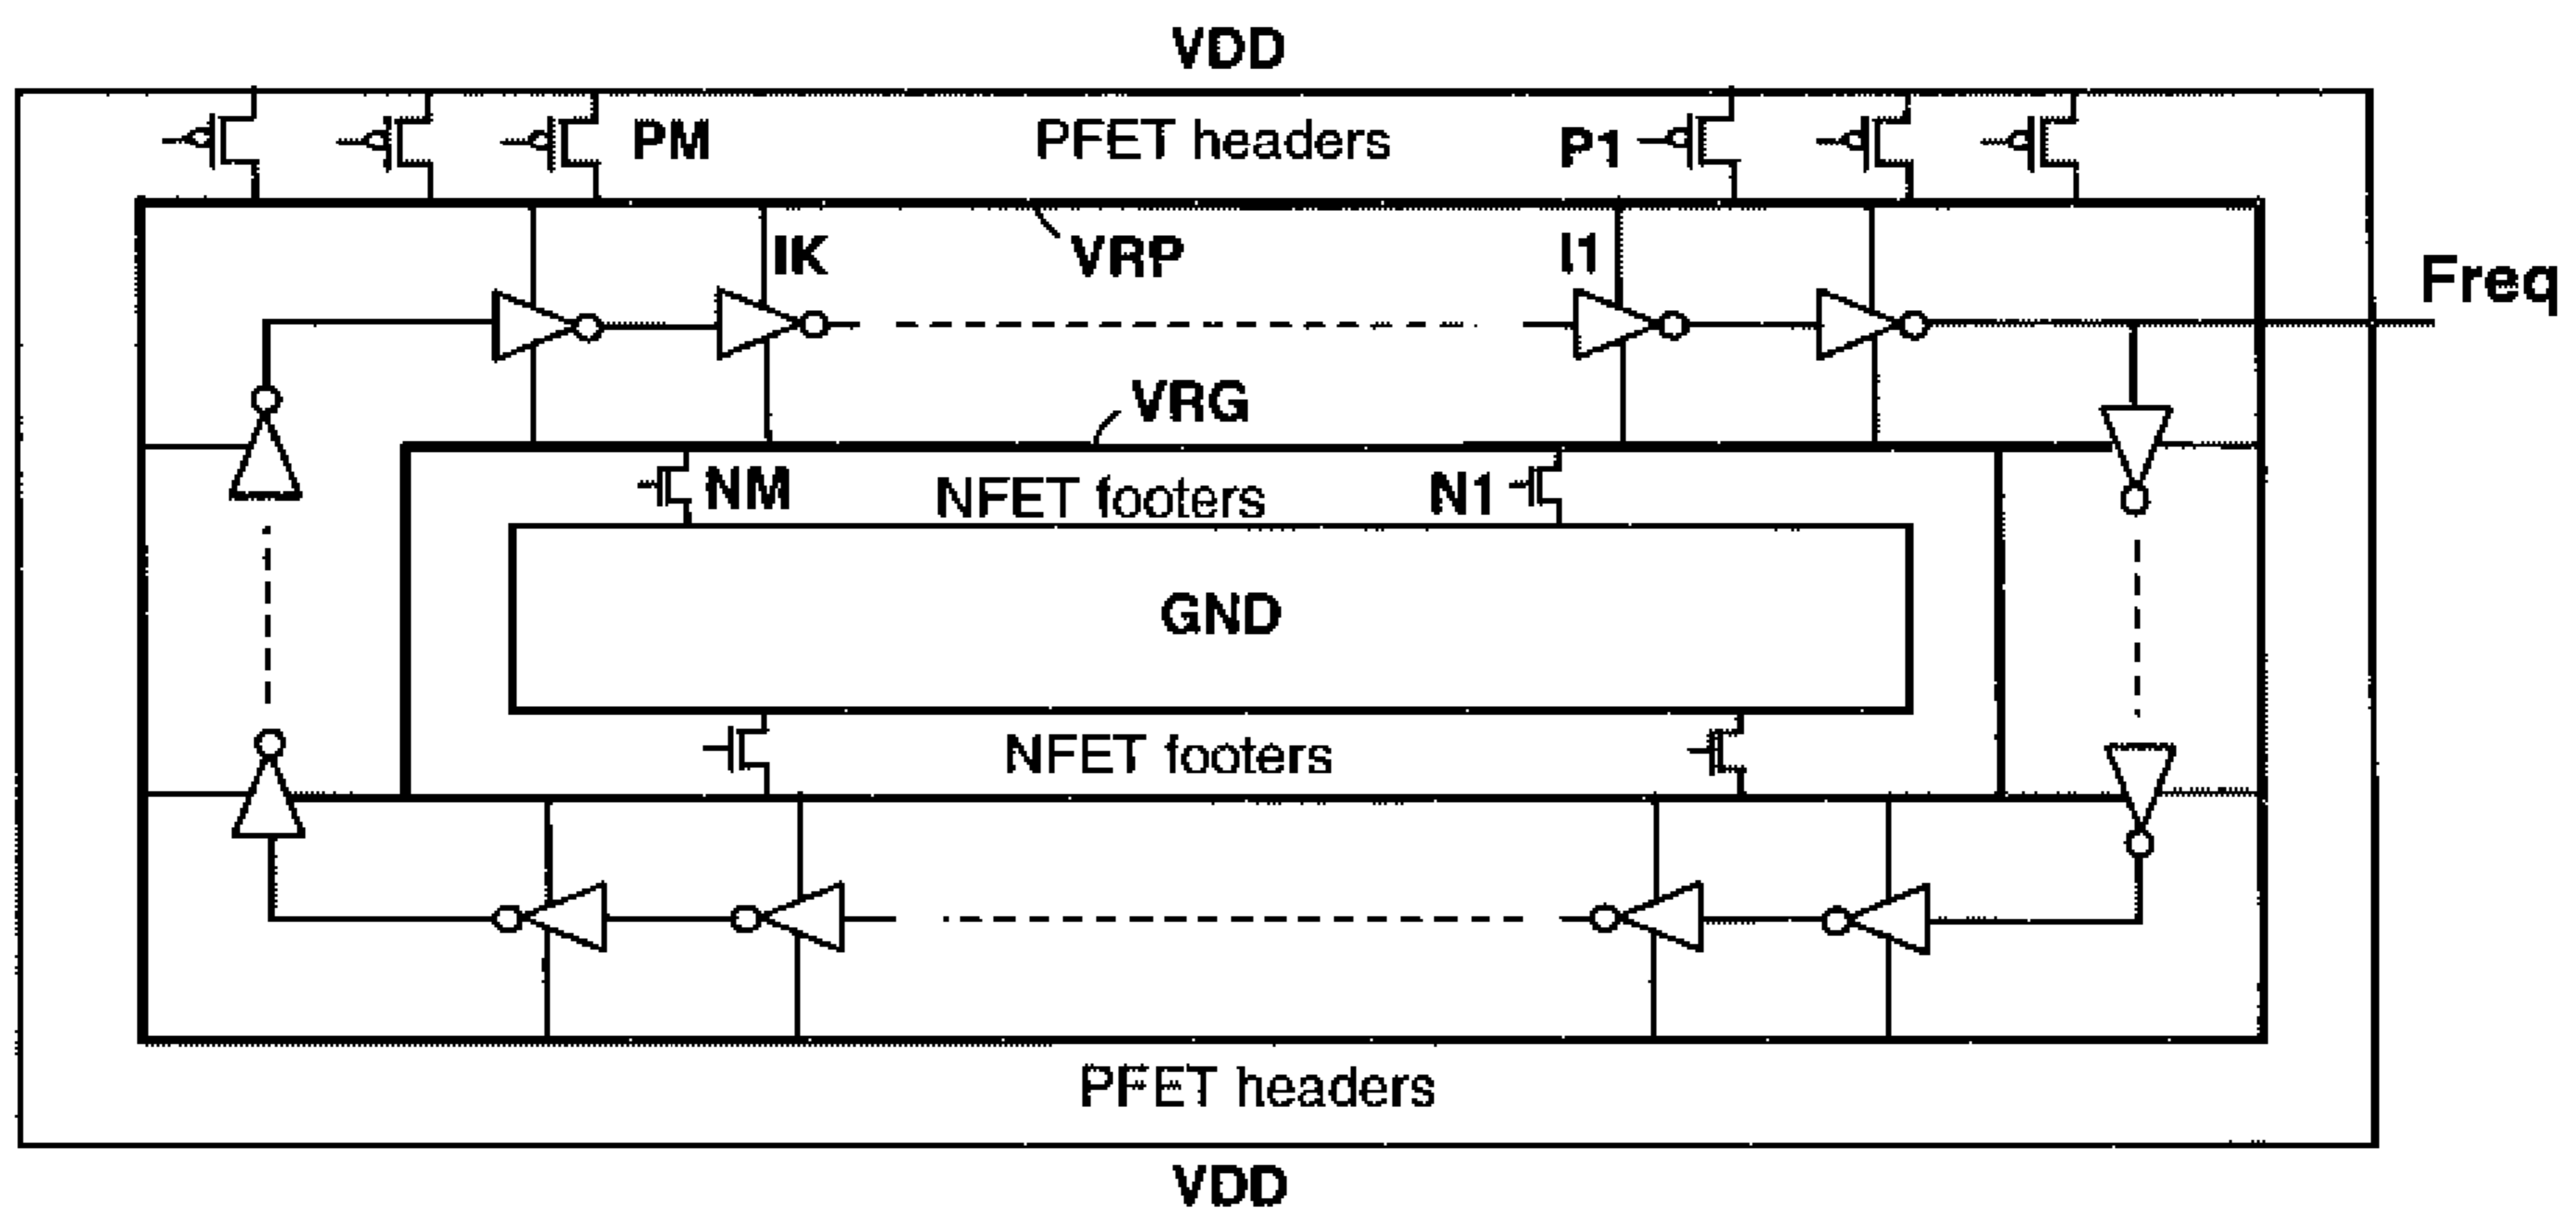 VDD
PM PFET headers P1
IK VRP I1 Freq
VRG
NM NFET footers N1
GND
NFET footers
PFET headers
VDD